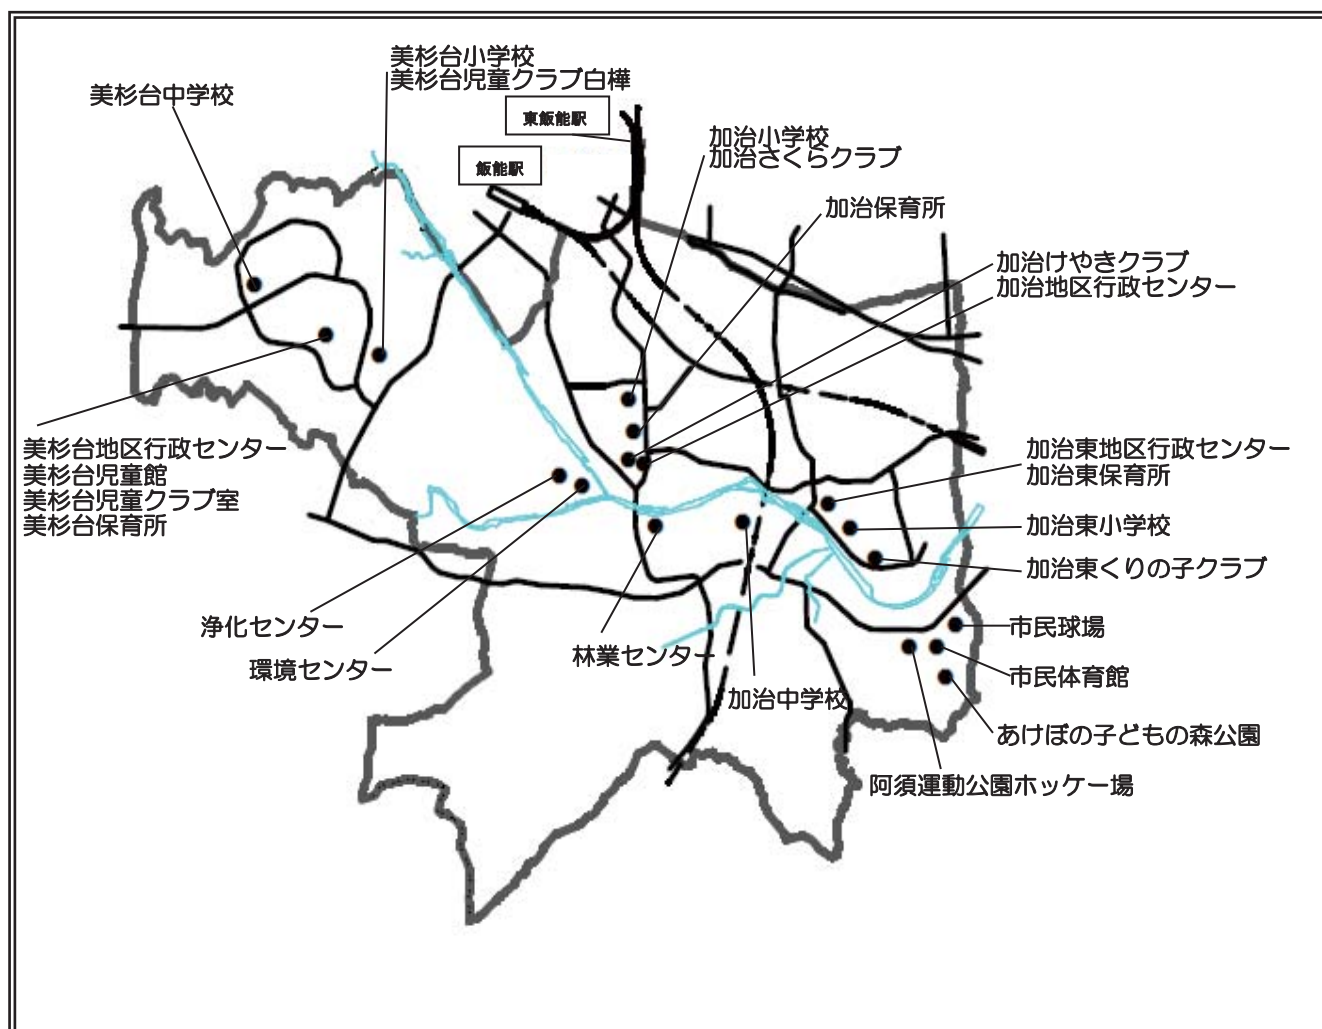 美杉台小学校
美杉台児童クラブ白樺
美杉台中学校
東飯能駅
飯能駅
加治小学校
加治さくらクラブ
加治保育所
加治けやきクラブ
加治地区行政センター
美杉台地区行政センター
美杉台児童館
美杉台児童クラブ室
美杉台保育所
加治東地区行政センター
加治東保育所
加治東小学校
加治東くりの子クラブ
浄化センター
環境センター
林業センター
加治中学校
市民球場
市民体育館
あけぼの子どもの森公園
阿須運動公園ホッケー場